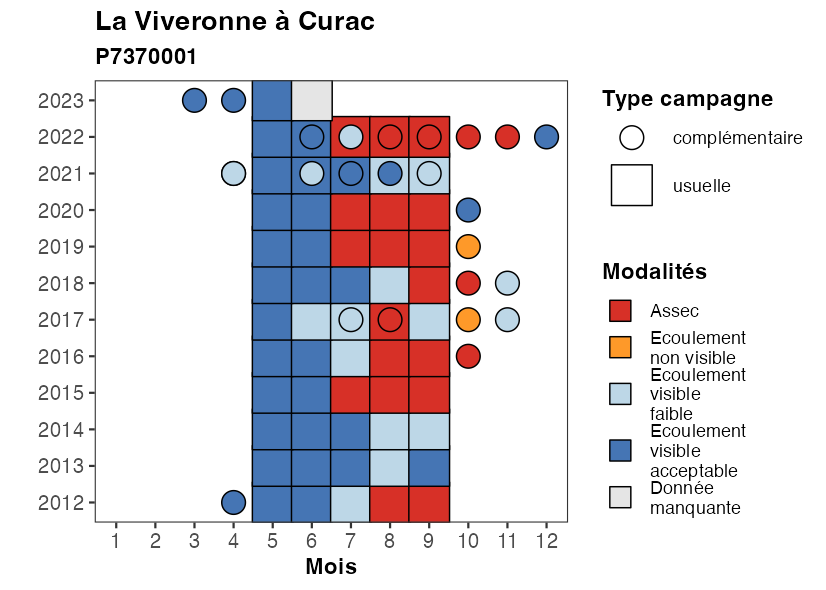 La Viveronne à Curac
P7370001
2023
2022
2021
2020
2019
2018
2017
2016
2015
2014
2013
2012
1 2 3 4 5 6 7 8 9 10 11 12
Mois
Type campagne
complémentaire
usuelle
Modalités
Assec
Ecoulement
non visible
Ecoulement
visible
faible
Ecoulement
visible
acceptable
Donnée
manquante